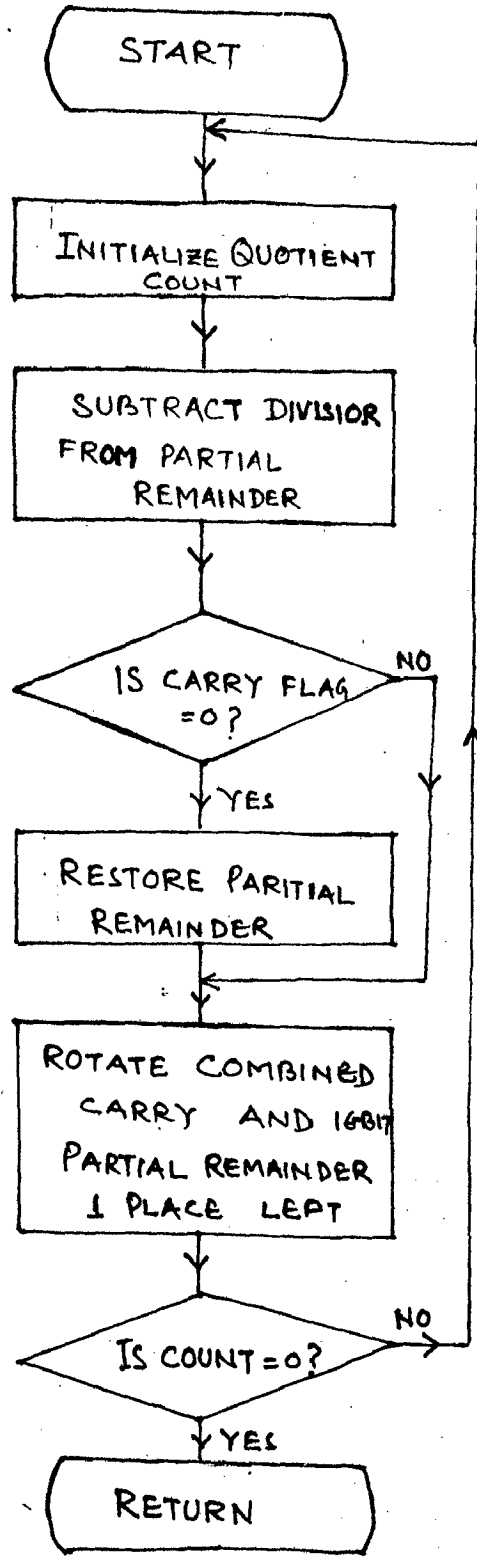 START
INITIALIZE QUOTIENT
COUNT
SUBTRACT DIVISIOR
FROM PARTIAL
REMAINDER
IS CARRY FLAG
=0?
NO
YES
RESTORE PARITIAL
REMAINDER
ROTATE COMBINED
CARRY AND 16BIT
PARTIAL REMAINDER
1 PLACE LEFT
IS COUNT=0?
NO
YES
RETURN